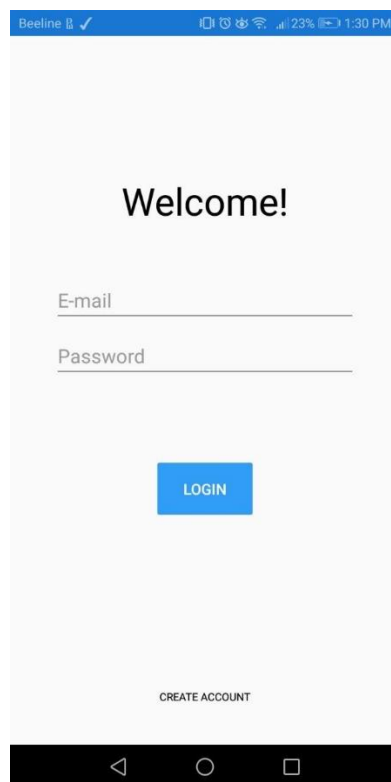 Beeline 23% 1:30 PM
Welcome!
E-mail
Password
LOGIN
CREATE ACCOUNT